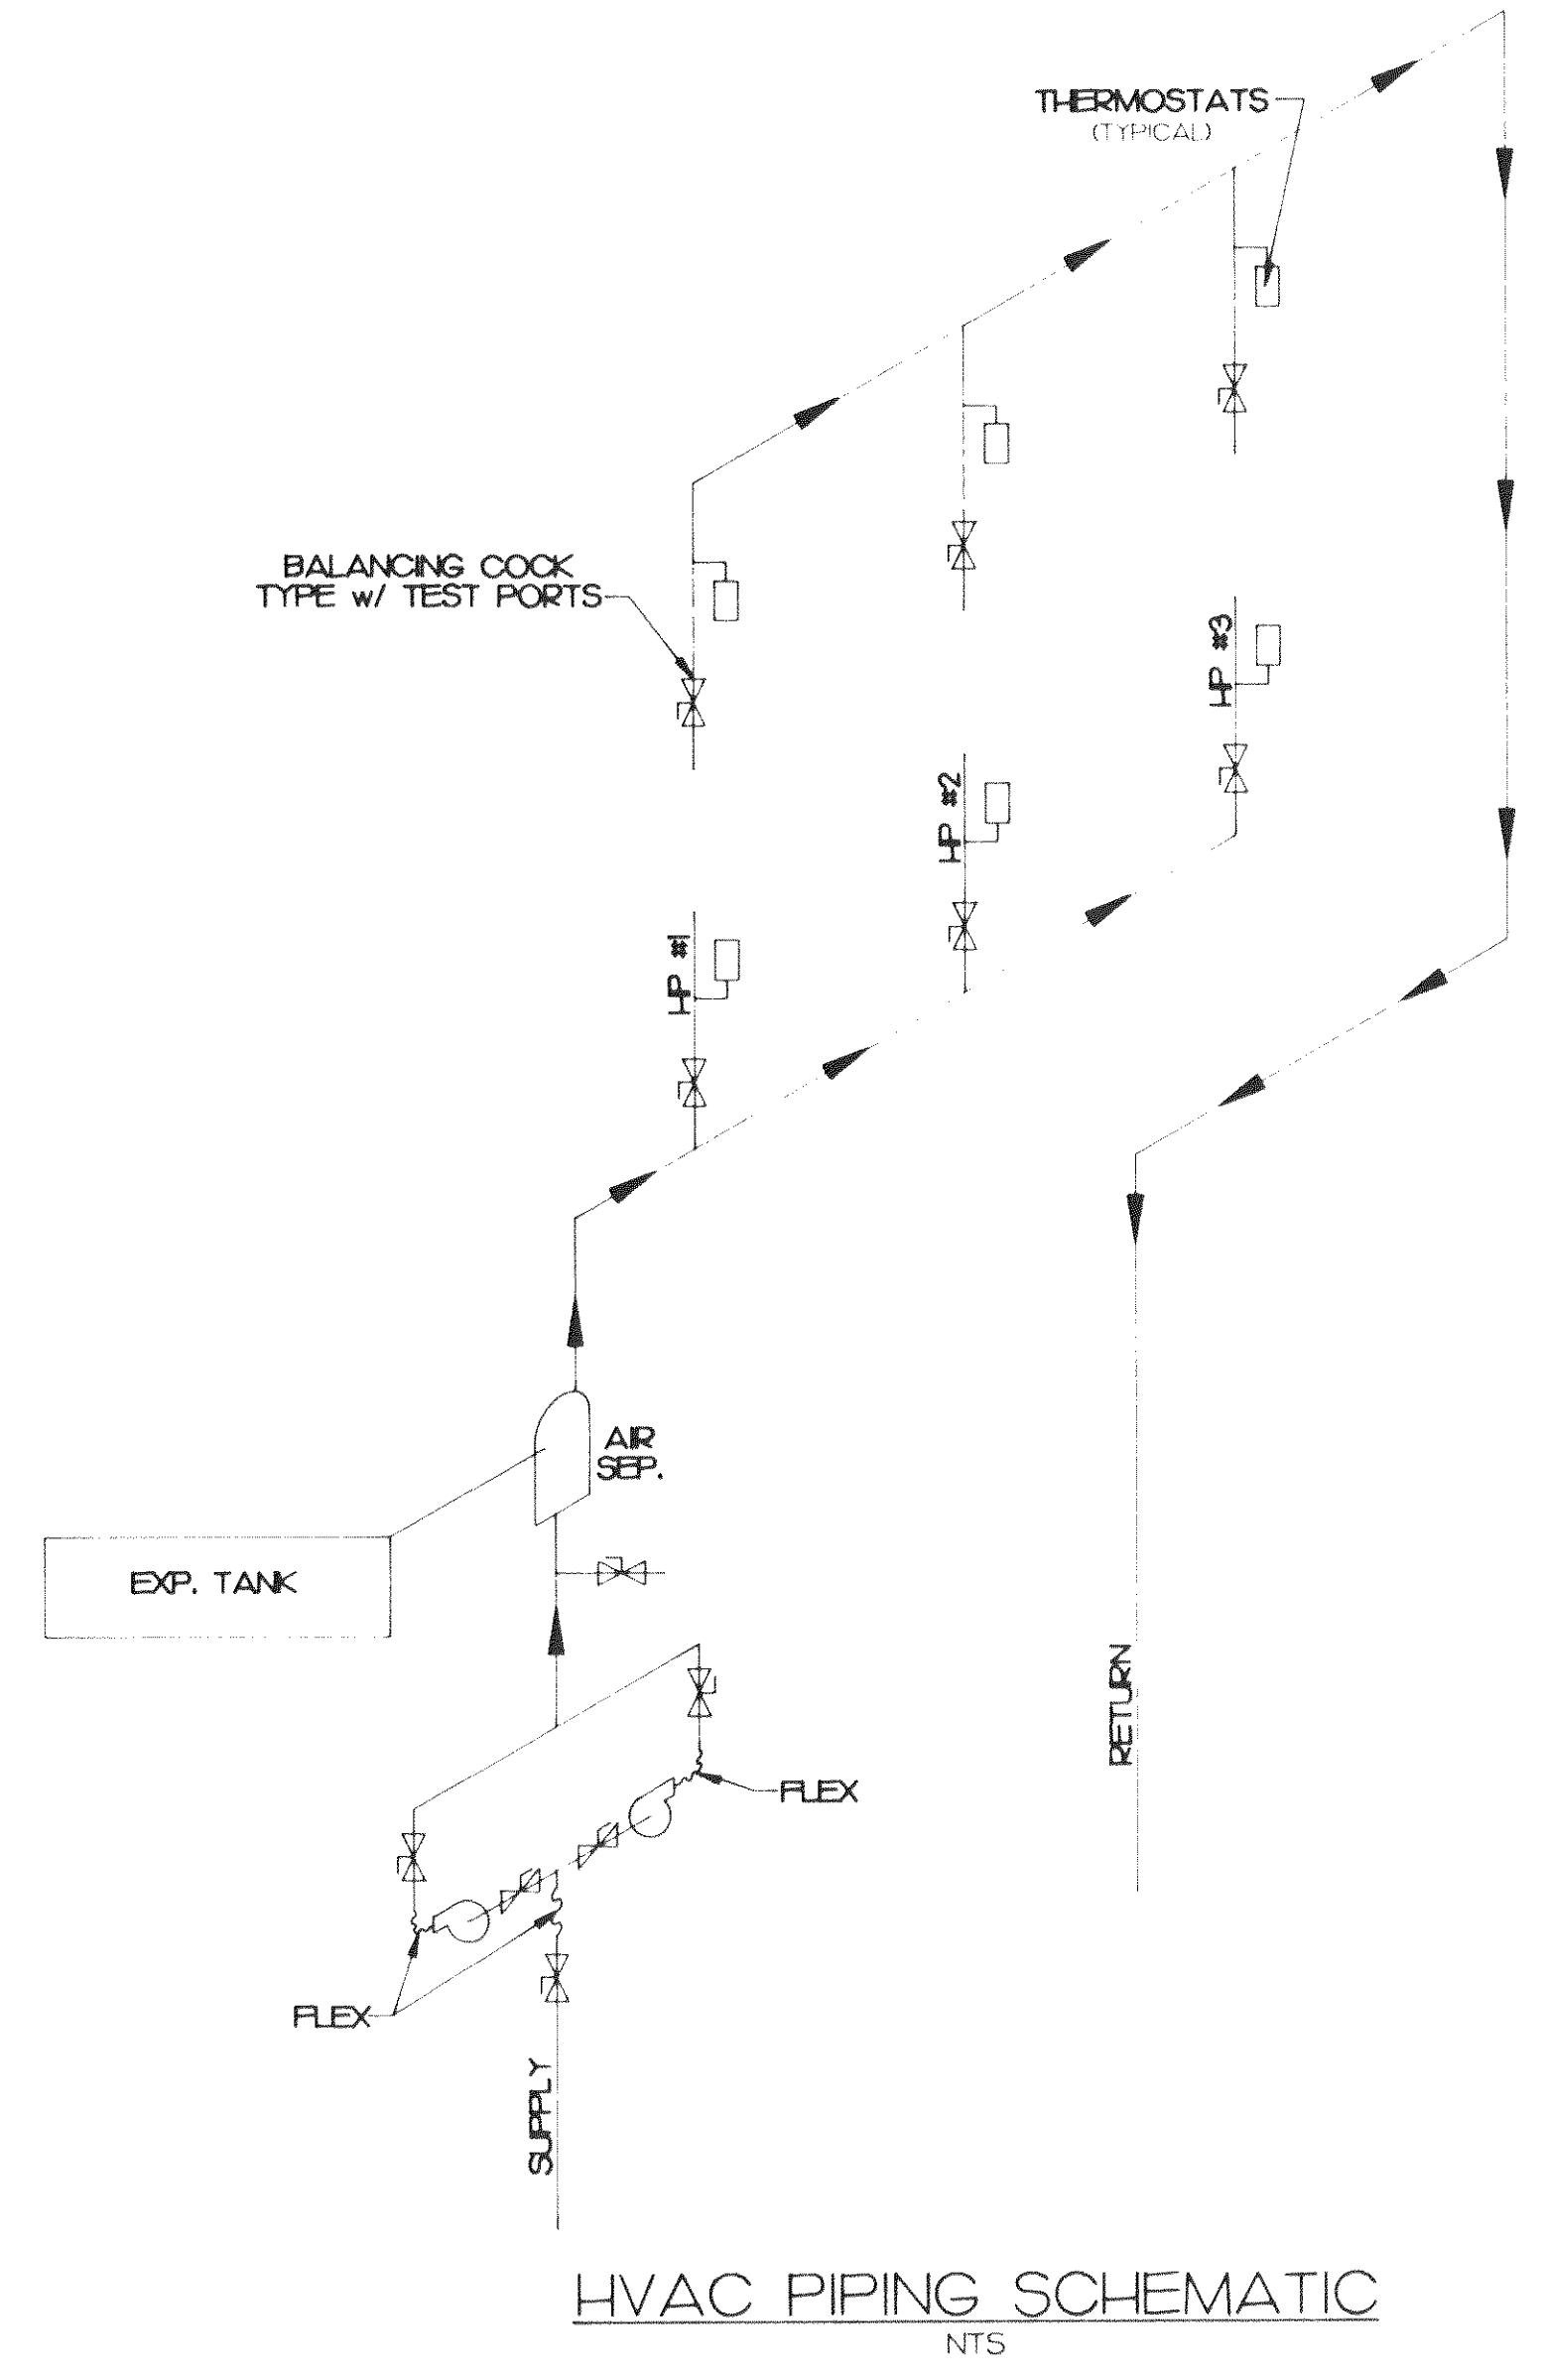 THERMOSTATS
(TYPICAL)
BALANCING COCK
TYPE w/ TEST PORTS
HP #3
HP #2
HP #1
AIR
SEP.
EXP. TANK
RETURN
FLEX
FLEX
SUPPLY
HVAC PIPING SCHEMATIC
NTS